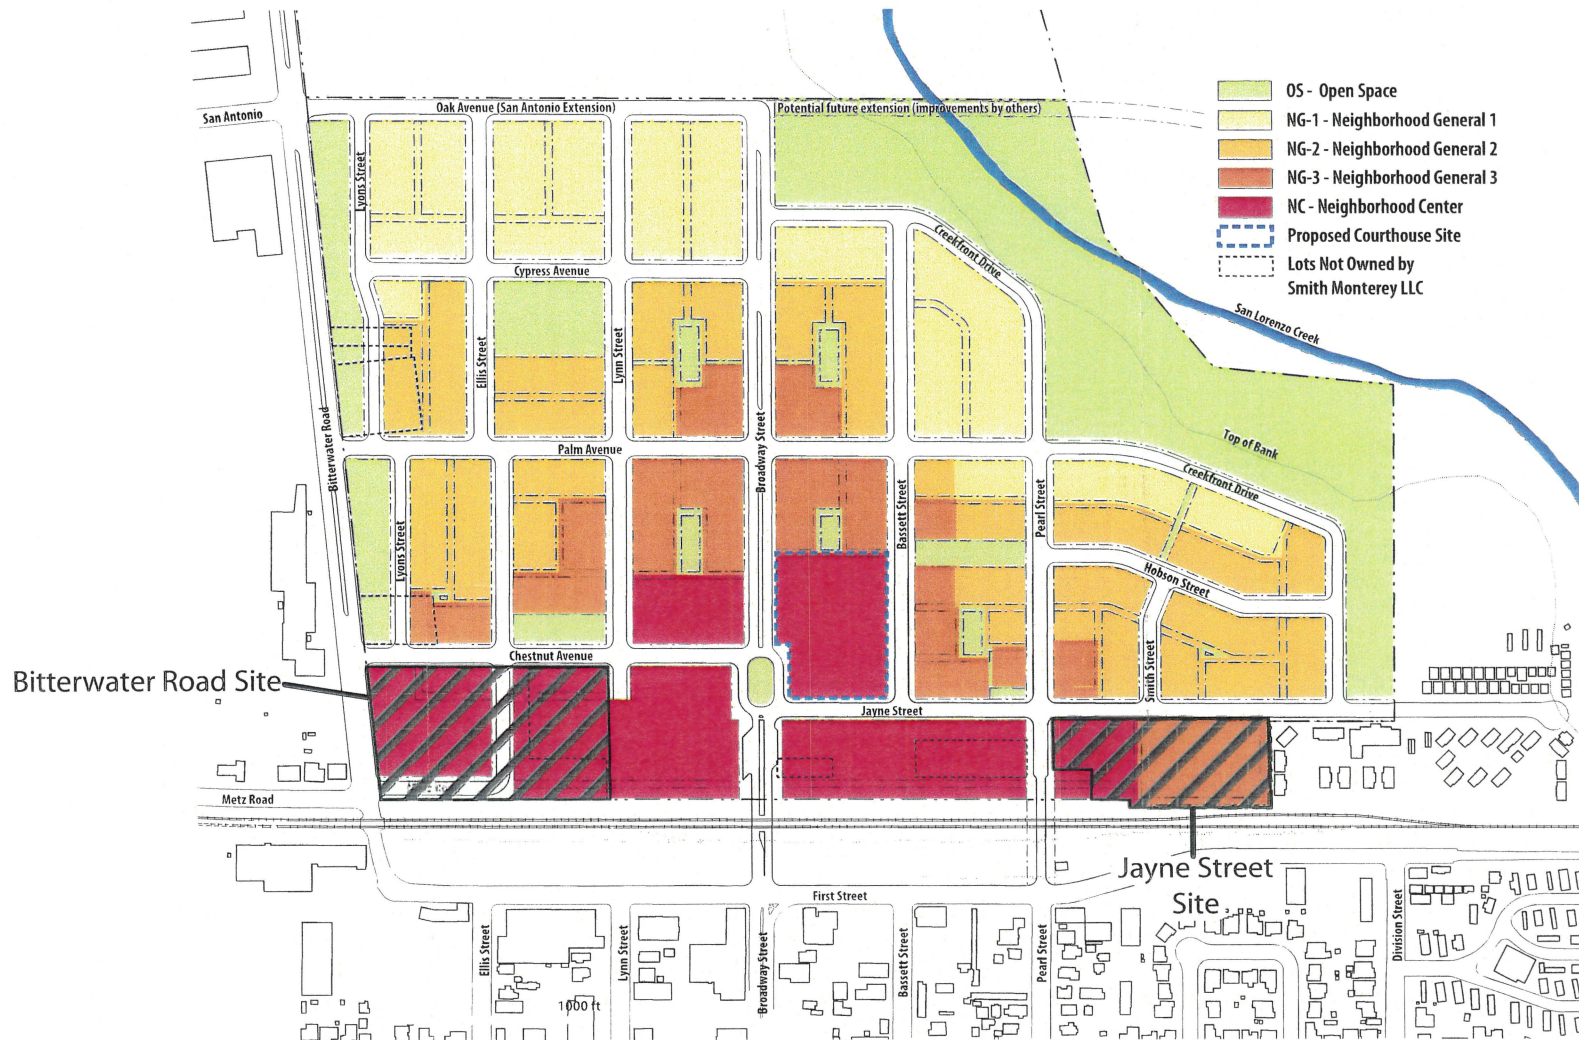 Oak Avenue (San Antonio Extension)
Potential future extension (improvements by others)
San Antonio
OS - Open Space
NG-1 - Neighborhood General 1
NG-2 - Neighborhood General 2
NG-3 - Neighborhood General 3
NC - Neighborhood Center
Proposed Courthouse Site
Lots Not Owned by
Smith Monterey LLC
Lyons Street
Creekfront Drive
Cypress Avenue
San Lorenzo Creek
Ellis Street
Lynn Street
Broadway Street
Bitterwater Road
Palm Avenue
Top of Bank
Creekfront Drive
Lyons Street
Bassett Street
Pearl Street
Hobson Street
Smith Street
Chestnut Avenue
Bitterwater Road Site
Jayne Street
Metz Road
Jayne Street
Site
First Street
Ellis Street
Lynn Street
Broadway Street
Bassett Street
Pearl Street
Division Street
1000 ft